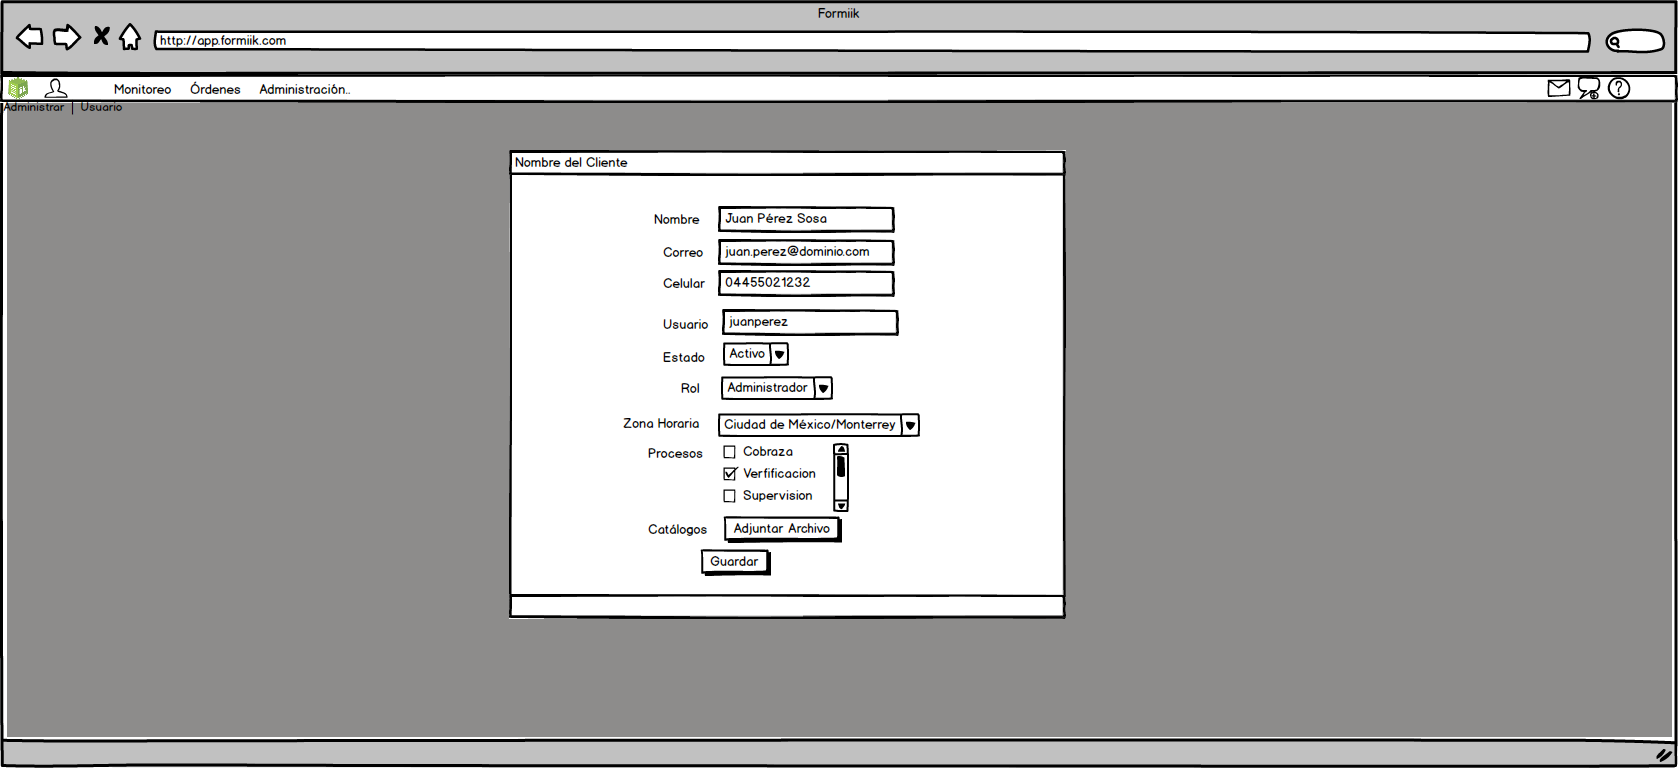 Formiik
http://app.formiik.com
Monitoreo Órdenes Administración..
Administrar | Usuario
Nombre del Cliente
Nombre Juan Pérez Sosa
Correo juan.perez@dominio.com
Celular 04455021232
Usuario juanperez
Estado Activo
Rol Administrador
Zona Horaria Ciudad de México/Monterrey
Procesos Cobraza
Verfificacion
Supervision
Catálogos Adjuntar Archivo
Guardar